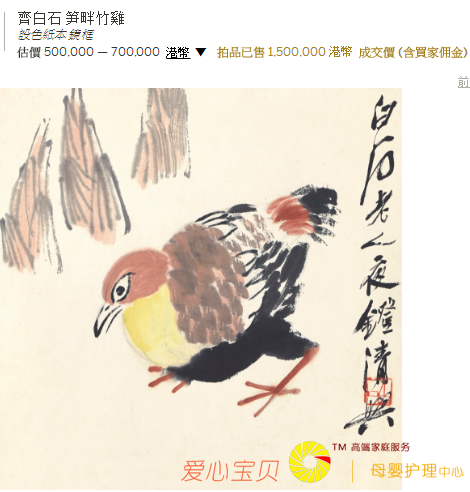 齊白石 筍畔竹雞
設色紙本 鏡框
估價 500,000 — 700,000 港幣 ▼ 拍品已售 1,500,000 港幣 成交價 (含買家佣金)
前
白石老人夜鐙清興
TM 高端家庭服务
爱心宝贝 | 母婴护理中心